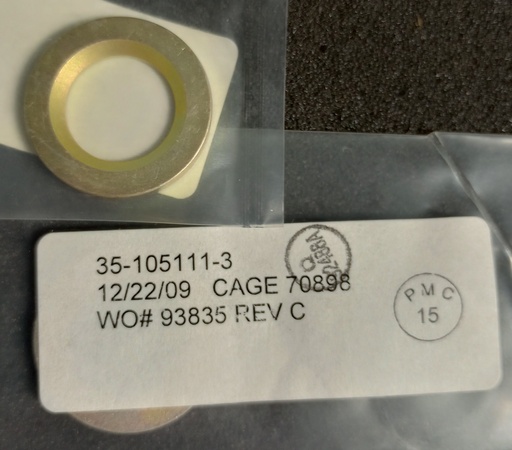 35-105111-3
12/22/09 CAGE 70898
WO# 93835 REV C
PMC
15